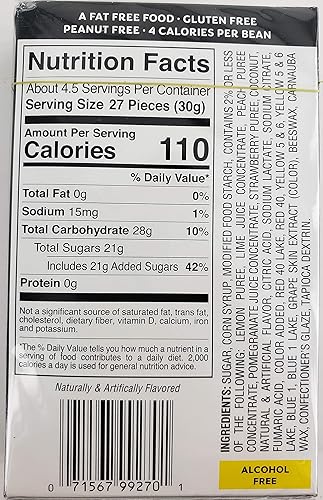 A FAT FREE FOOD · GLUTEN FREE
PEANUT FREE · 4 CALORIES PER BEAN
Nutrition Facts
About 4.5 Servings Per Container
Serving Size 27 Pieces (30g)
Amount Per Serving
Calories 110
% Daily Value*
Total Fat 0g 0%
Sodium 15mg 1%
Total Carbohydrate 28g 10%
Total Sugars 21g
Includes 21g Added Sugars 42%
Protein 0g
Not a significant source of saturated fat, trans fat,
cholesterol, dietary fiber, vitamin D, calcium, iron
and potassium.
*The % Daily Value tells you how much a nutrient in a
serving of food contributes to a daily diet. 2,000
calories a day is used for general nutrition advice.
Naturally & Artificially Flavored
0 71567 99270 1
INGREDIENTS: SUGAR, CORN SYRUP, MODIFIED FOOD STARCH, CONTAINS 2% OR LESS
OF THE FOLLOWING: LEMON PUREE, LIME JUICE CONCENTRATE, PEACH PUREE
CONCENTRATE, POMEGRANATE JUICE CONCENTRATE, STRAWBERRY PUREE, COCONUT,
NATURAL & ARTIFICIAL FLAVOR, CITRIC ACID, SODIUM LACTATE, SODIUM CITRATE,
FUMARIC ACID, COLOR ADDED, RED 40 LAKE, RED 40, YELLOW 5 & 6, YELLOW 5 & 6
LAKE, BLUE 1, BLUE 1 LAKE, GRAPE SKIN EXTRACT (COLOR), BEESWAX, CARNAUBA
WAX, CONFECTIONER'S GLAZE, TAPIOCA DEXTRIN.
ALCOHOL
FREE